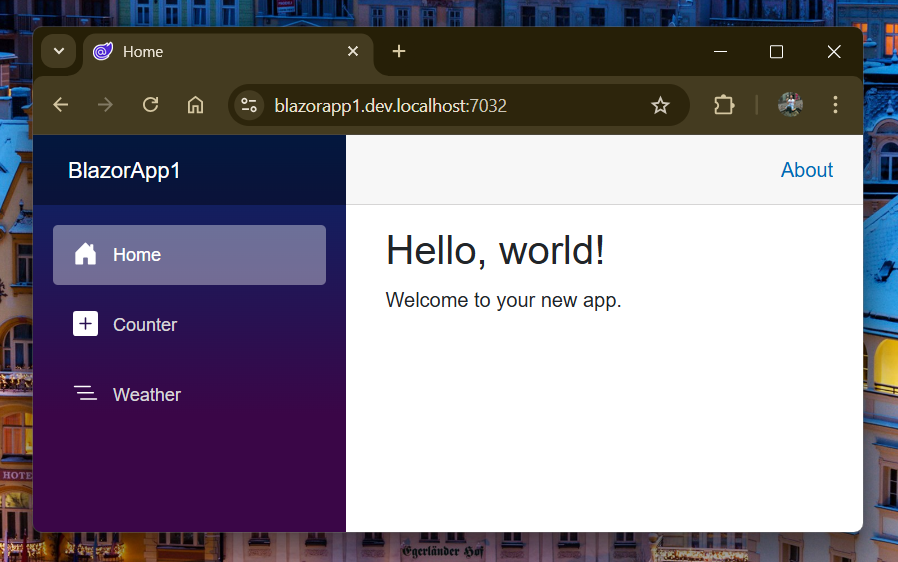 Home
blazorapp1.dev.localhost:7032
BlazorApp1
About
Home
Counter
Weather
Hello, world!
Welcome to your new app.
HOTE
Egerländer Hof